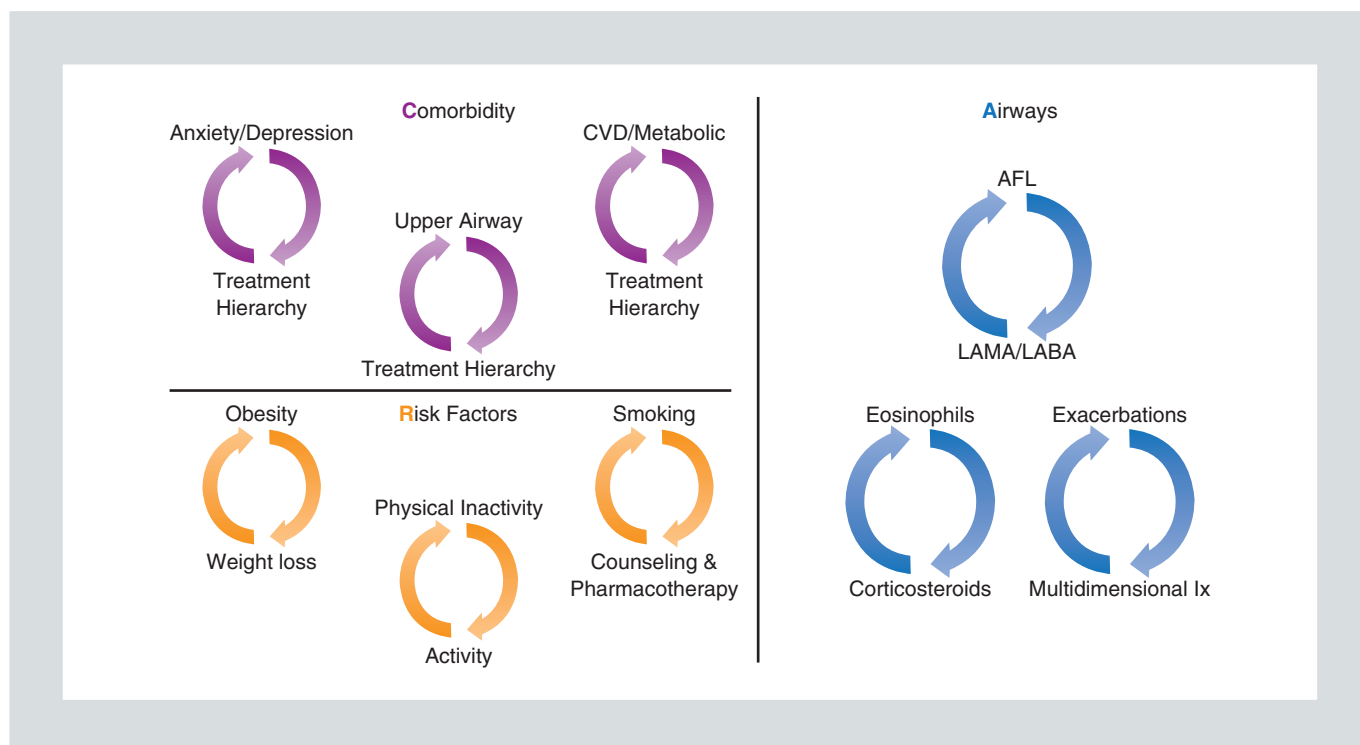 Comorbidity
Anxiety/Depression
Treatment
Hierarchy
Upper Airway
Treatment Hierarchy
CVD/Metabolic
Treatment
Hierarchy
Risk Factors
Obesity
Weight loss
Physical Inactivity
Activity
Smoking
Counseling &
Pharmacotherapy
Airways
AFL
LAMA/LABA
Eosinophils
Corticosteroids
Exacerbations
Multidimensional Ix